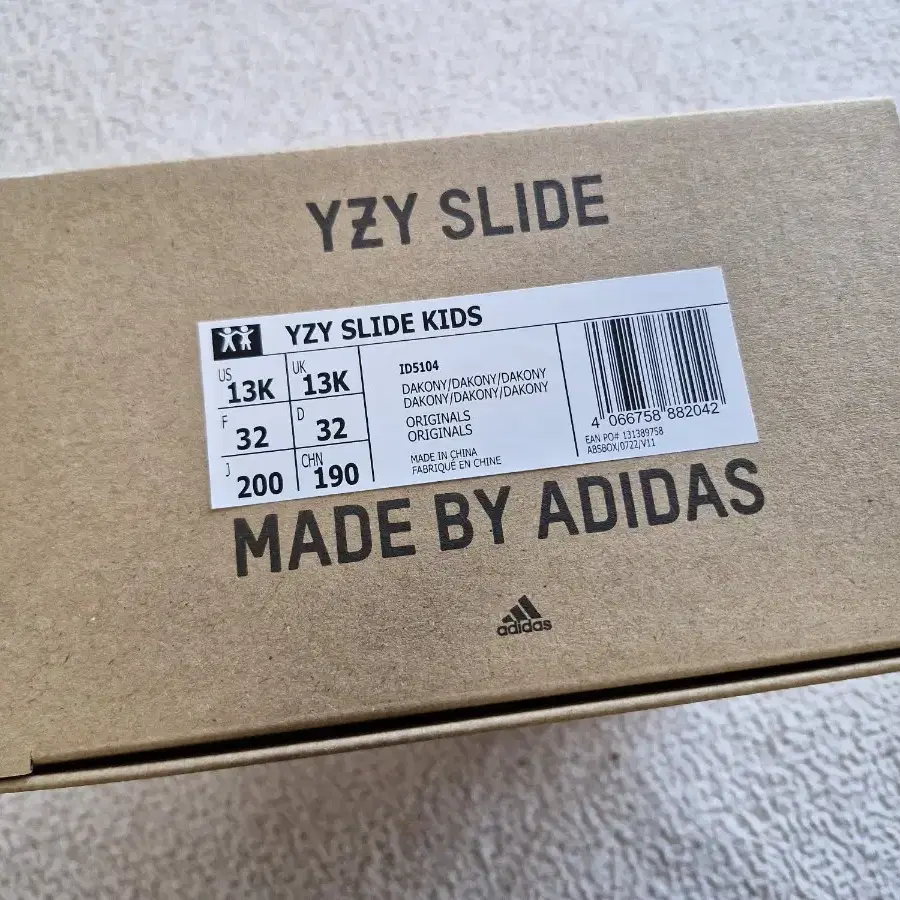 YZY SLIDE
YZY SLIDE KIDS
US 13K
UK 13K
F 32
D 32
J 200
CHN 190
ID5104
DAKONY/DAKONY/DAKONY
DAKONY/DAKONY/DAKONY
ORIGINALS
ORIGINALS
MADE IN CHINA
FABRIQUÉ EN CHINE
4 066758 882042
EAN PO# 131389758
ABSBOX/0722/V11
MADE BY ADIDAS
adidas